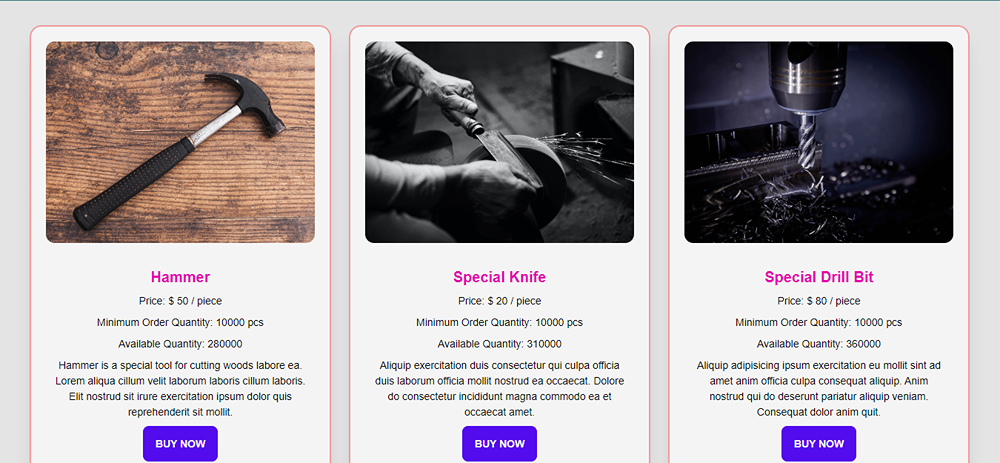 Hammer
Price: $ 50 / piece
Minimum Order Quantity: 10000 pcs
Available Quantity: 280000
Hammer is a special tool for cutting woods labore ea.
Lorem aliqua cillum velit laborum laboris cillum laboris.
Elit nostrud sit irure exercitation ipsum dolor quis
reprehenderit sit mollit.
BUY NOW
Special Knife
Price: $ 20 / piece
Minimum Order Quantity: 10000 pcs
Available Quantity: 310000
Aliquip exercitation duis consectetur qui culpa officia
duis laborum officia mollit nostrud ea occaecat. Dolore
do consectetur incididunt magna commodo ea et
occaecat amet.
BUY NOW
Special Drill Bit
Price: $ 80 / piece
Minimum Order Quantity: 10000 pcs
Available Quantity: 360000
Aliquip adipisicing ipsum exercitation eu mollit sint ad
amet anim officia culpa consequat aliquip. Anim
nostrud qui do deserunt pariatur aliquip veniam.
Consequat dolor anim quit.
BUY NOW